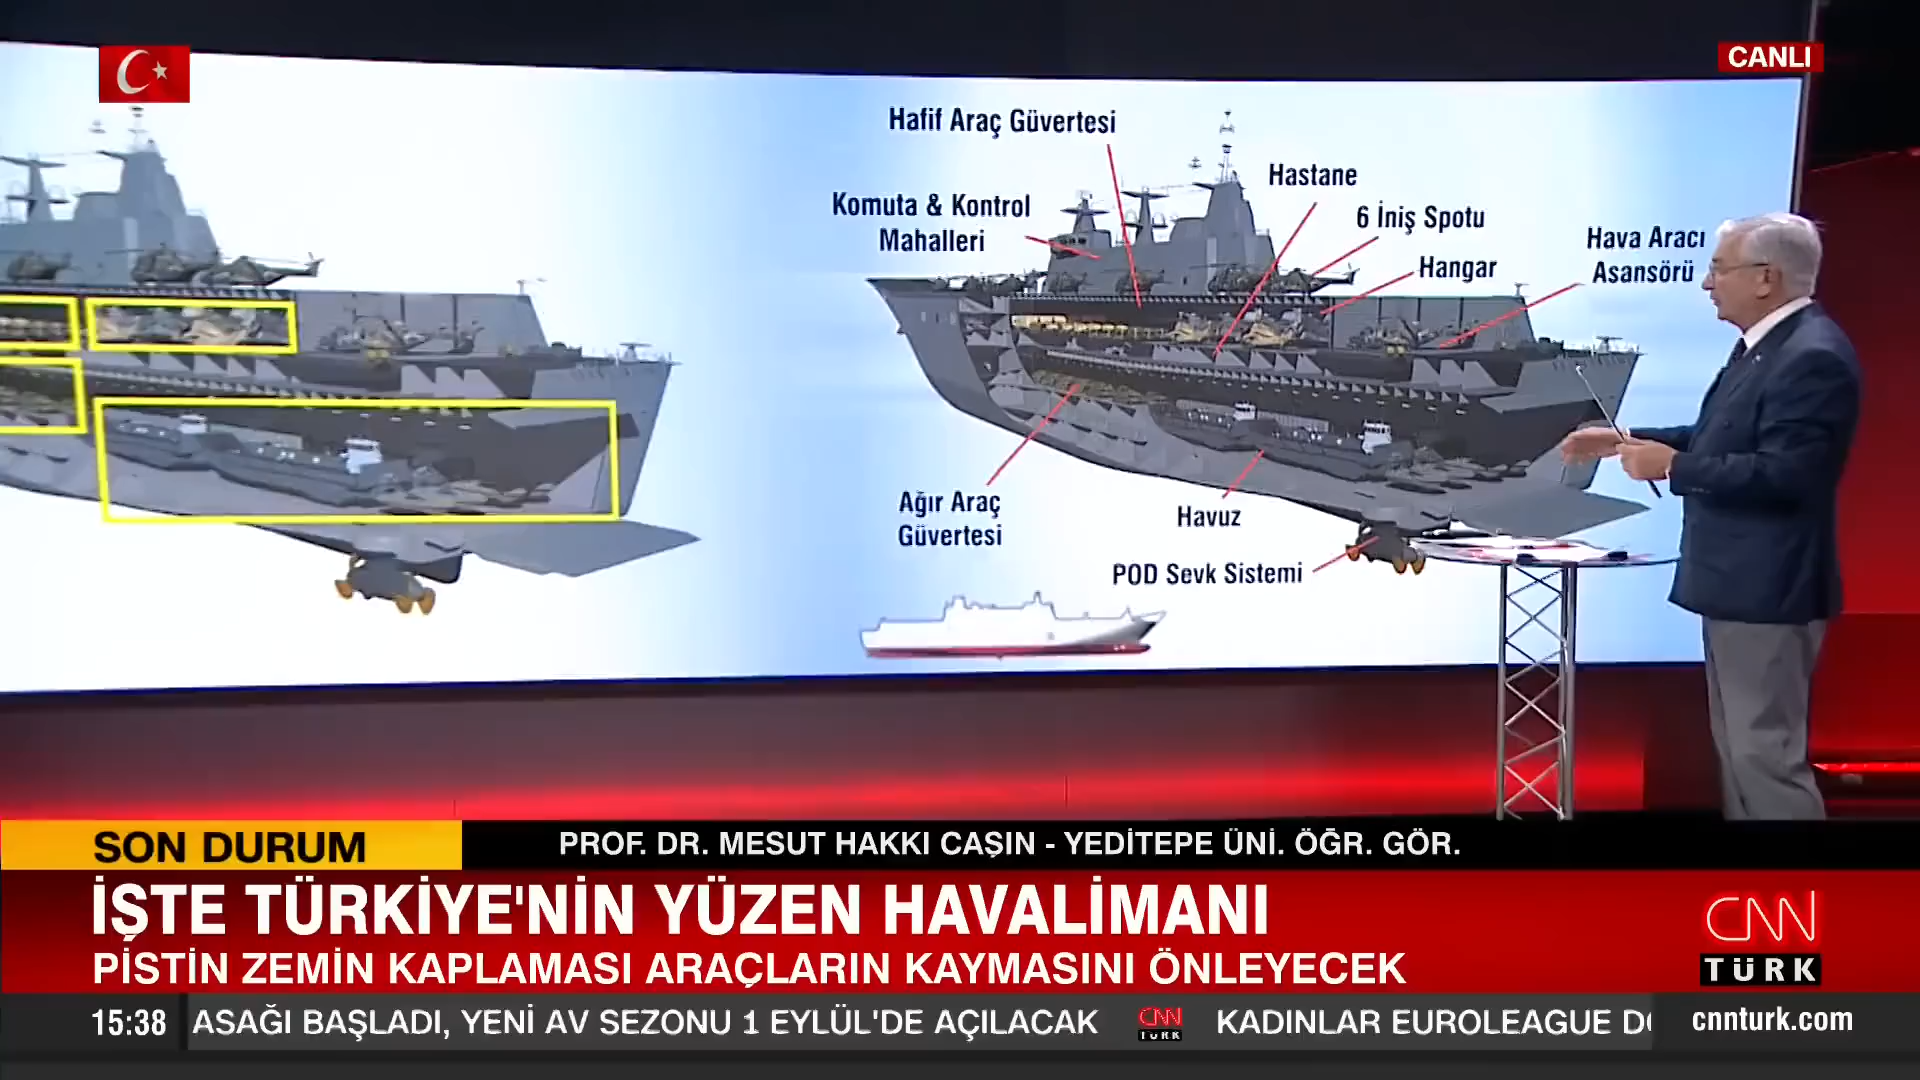 CANLI
Hafif Araç Güvertesi
Hastane
Komuta & Kontrol
Mahalleri
6 İniş Spotu
Hangar
Hava Aracı
Asansörü
Ağır Araç
Güvertesi
Havuz
POD Sevk Sistemi
SON DURUM
PROF. DR. MESUT HAKKI CAŞIN - YEDİTEPE ÜNİ. ÖĞR. GÖR.
İŞTE TÜRKİYE'NİN YÜZEN HAVALİMANI
PİSTİN ZEMİN KAPLAMASI ARAÇLARIN KAYMASINI ÖNLEYECEK
CNN
TÜRK
15:38
ASAĞI BAŞLADI, YENİ AV SEZONU 1 EYLÜL'DE AÇILACAK
CNN
TÜRK
KADINLAR EUROLEAGUE
cnnturk.com